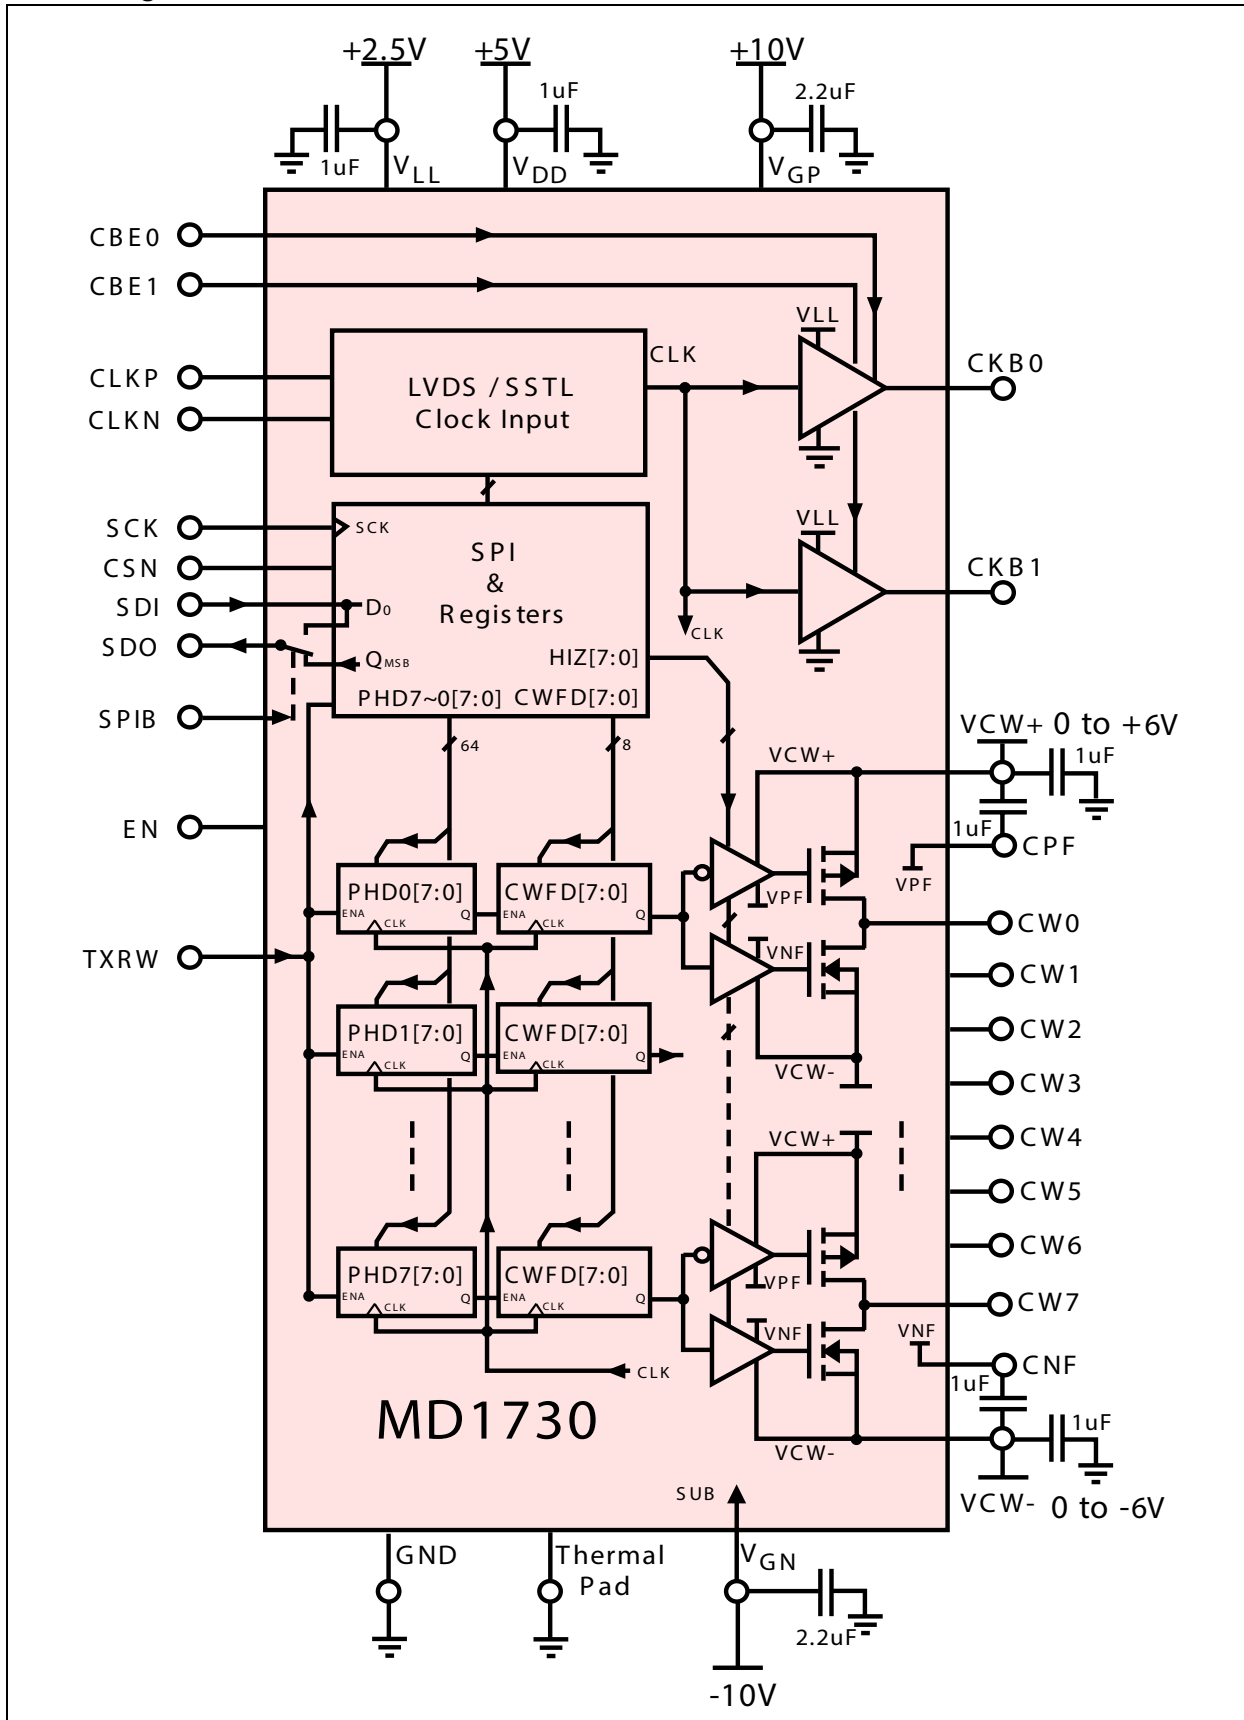 +2.5V
+5V
+10V
1uF
2.2uF
1uF
VLL
VDD
VGP
CBE0
CBE1
VLL
CLK
CKB0
CLKP
LVDS / SSTL
Clock Input
CLKN
VLL
SCK
SCK
SPI
&
Registers
CSN
CKB1
SDI
D0
CLK
SDO
QMSB
HIZ[7:0]
PHD7~0[7:0]
CWFD[7:0]
SPIB
64
8
VCW+ 0 to +6V
VCW+
1uF
1uF
EN
CPF
VPF
VPF
PHD0[7:0]
CWFD[7:0]
ENA
CLK
Q
ENA
CLK
Q
CW0
VNF
TXRW
CW1
PHD1[7:0]
CWFD[7:0]
ENA
CLK
Q
ENA
CLK
Q
CW2
VCW-
CW3
VCW+
CW4
CW5
CW6
PHD7[7:0]
CWFD[7:0]
VPF
ENA
CLK
Q
ENA
CLK
Q
CW7
VNF
VNF
CLK
CNF
1uF
MD1730
1uF
VCW-
SUB
VCW- 0 to -6V
GND
Thermal
Pad
VGN
2.2uF
-10V